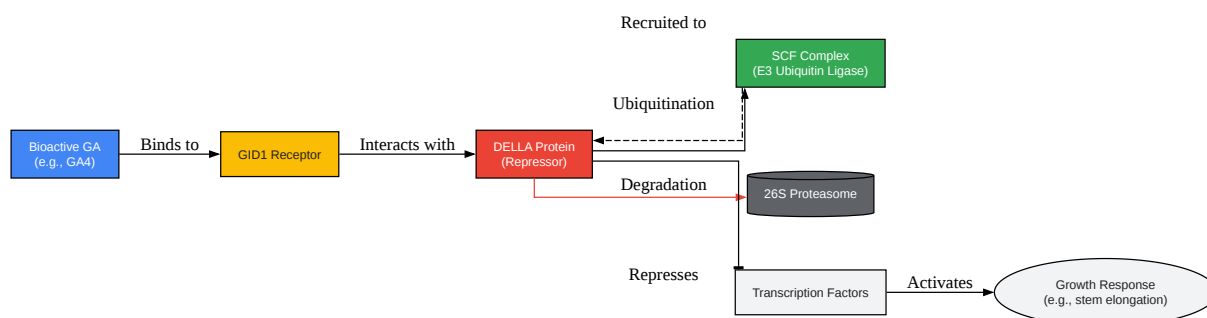 Recruited to
SCF Complex
(E3 Ubiquitin Ligase)
Ubiquitination
Bioactive GA
(e.g., GA4)
Binds to
GID1 Receptor
Interacts with
DELLA Protein
(Repressor)
Degradation
26S Proteasome
Represses
Transcription Factors
Activates
Growth Response
(e.g., stem elongation)